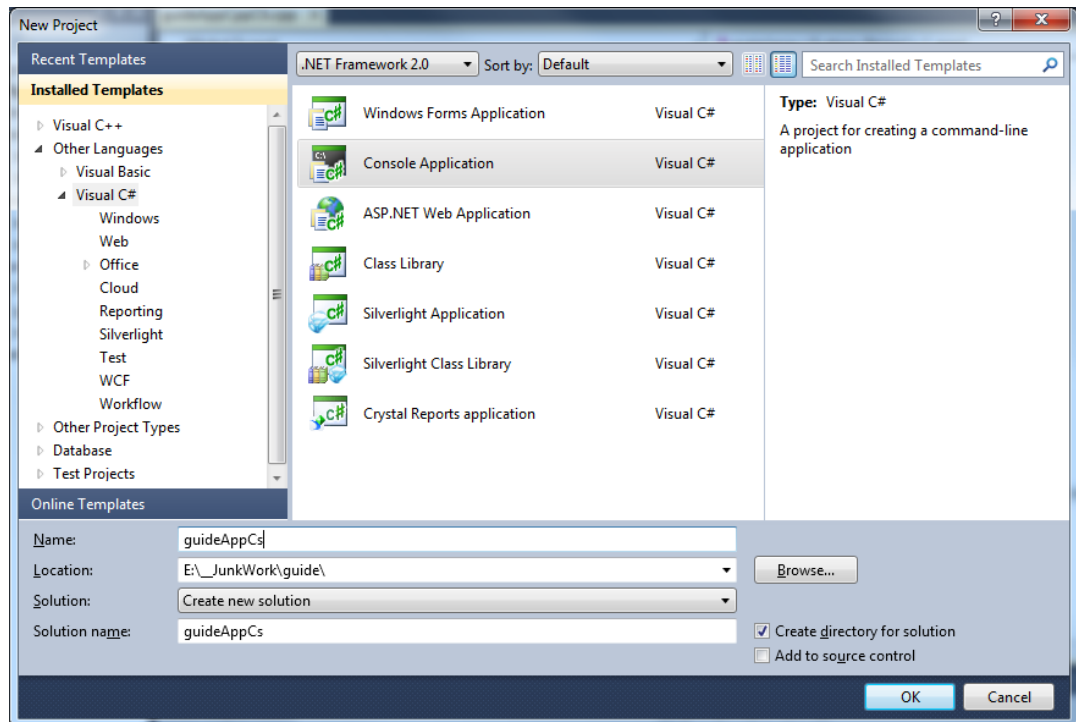 New Project
Recent Templates
Installed Templates
Visual C++
Other Languages
Visual Basic
Visual C#
Windows
Web
Office
Cloud
Reporting
Silverlight
Test
WCF
Workflow
Other Project Types
Database
Test Projects
Online Templates
.NET Framework 2.0 Sort by: Default Search Installed Templates
Windows Forms Application Visual C#
Console Application Visual C#
ASP.NET Web Application Visual C#
Class Library Visual C#
Silverlight Application Visual C#
Silverlight Class Library Visual C#
Crystal Reports application Visual C#
Type: Visual C#
A project for creating a command-line
application
Name: guideAppCs
Location: E:\__JunkWork\guide\ Browse...
Solution: Create new solution
Solution name: guideAppCs Create directory for solution
Add to source control
OK Cancel